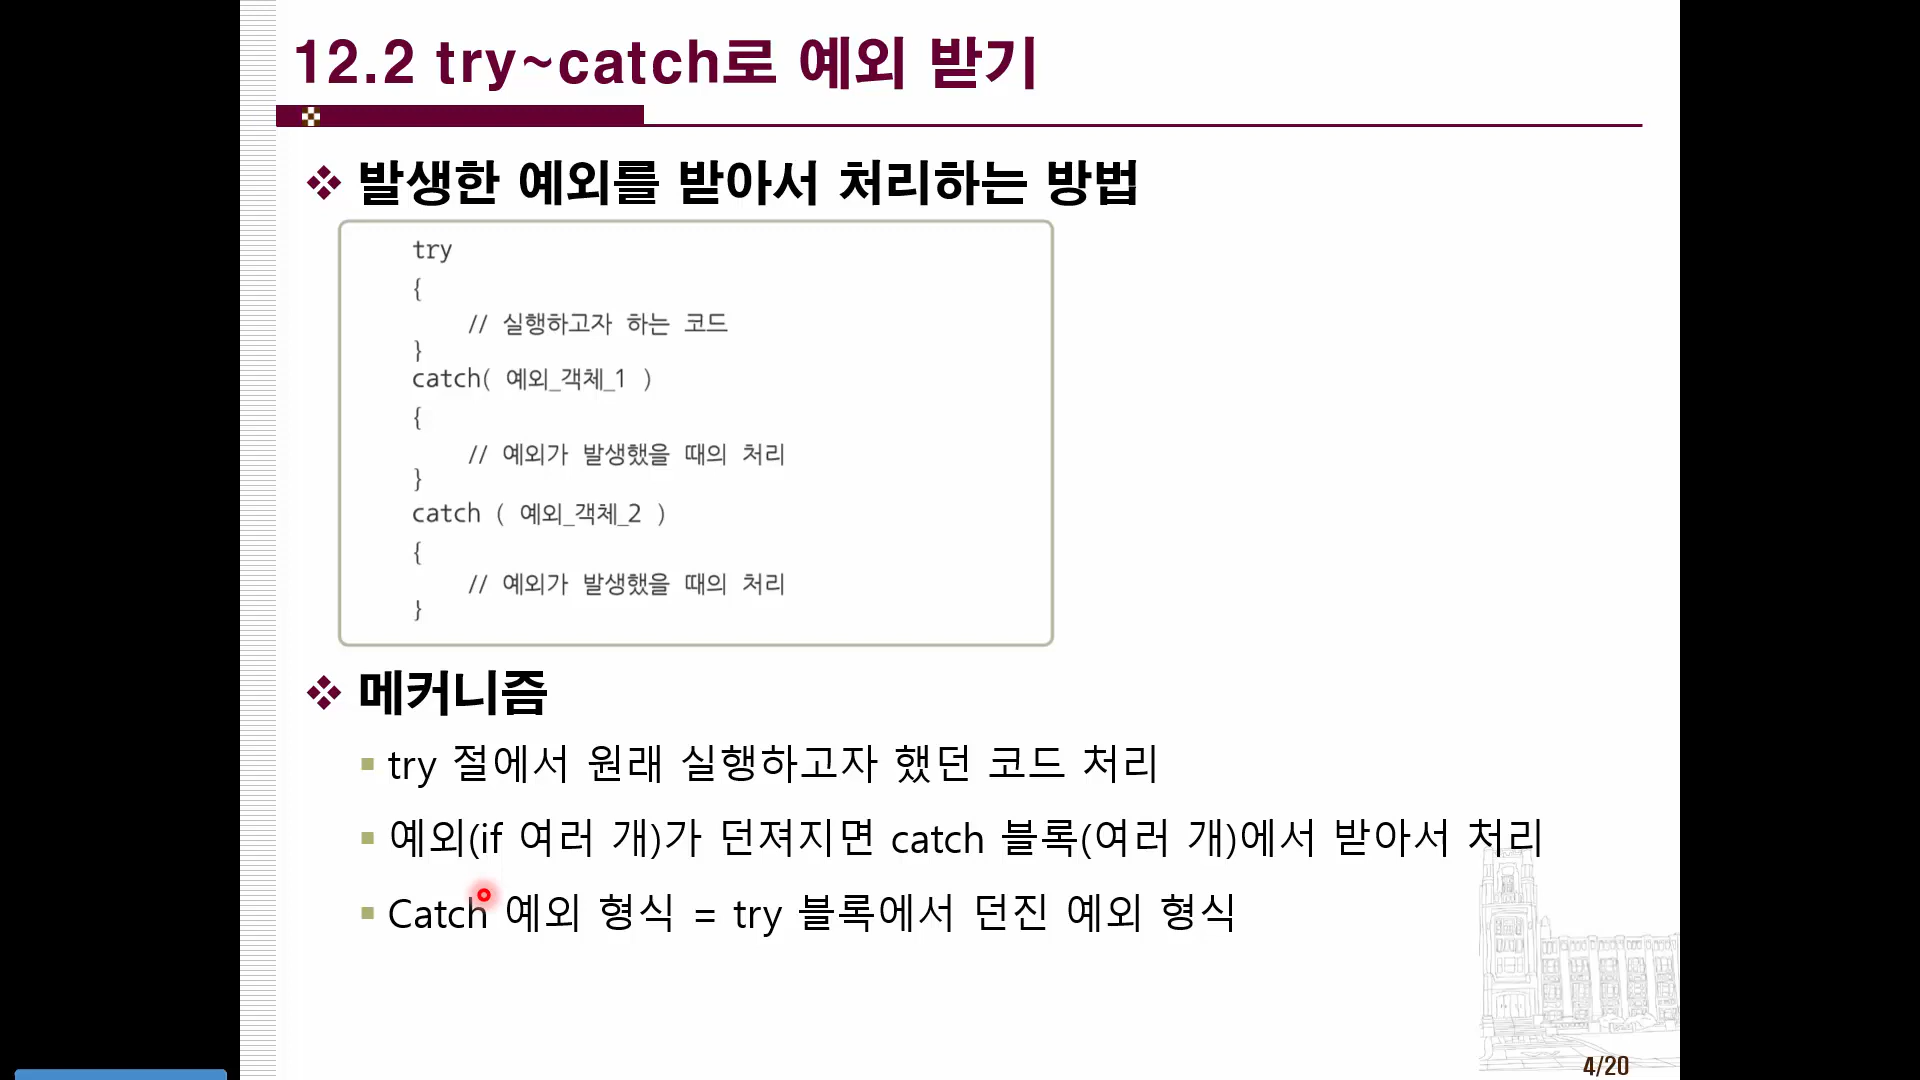 12.2 try~catch로 예외 받기
발생한 예외를 받아서 처리하는 방법
try
{
// 실행하고자 하는 코드
}
catch( 예외_객체_1 )
{
// 예외가 발생했을 때의 처리
}
catch ( 예외_객체_2 )
{
// 예외가 발생했을 때의 처리
}
메커니즘
try 절에서 원래 실행하고자 했던 코드 처리
예외(if 여러 개)가 던져지면 catch 블록(여러 개)에서 받아서 처리
Catch 예외 형식 = try 블록에서 던진 예외 형식
4/20